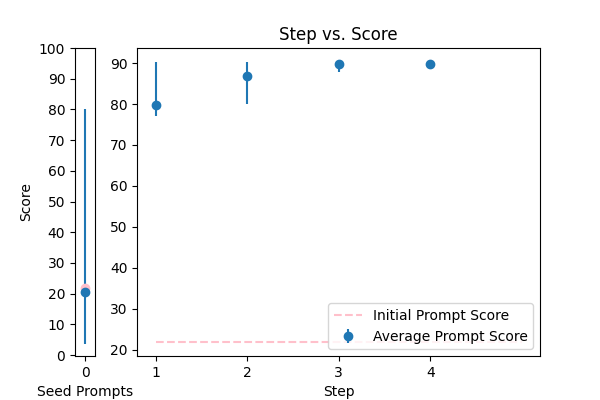 Step vs. Score
Score
100
90
80
70
60
50
40
30
20
10
0
0
Seed Prompts
90
80
70
60
50
40
30
20
1 2 3 4
Step
Initial Prompt Score
Average Prompt Score